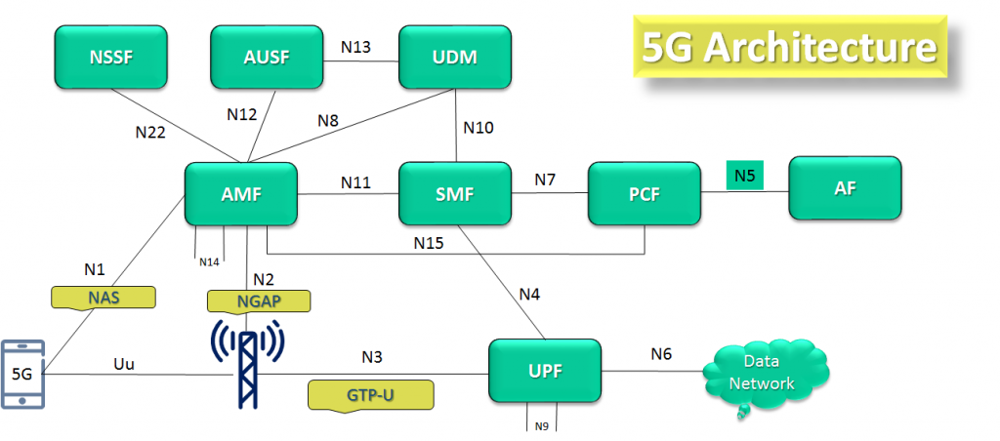 5G Architecture
NSSF
AUSF
N13
UDM
N22
N12
N8
N10
AMF
N11
SMF
N7
PCF
N5
AF
N15
N14
N1
N2
NAS
NGAP
N4
5G
Uu
N3
GTP-U
UPF
N6
Data
Network
N9